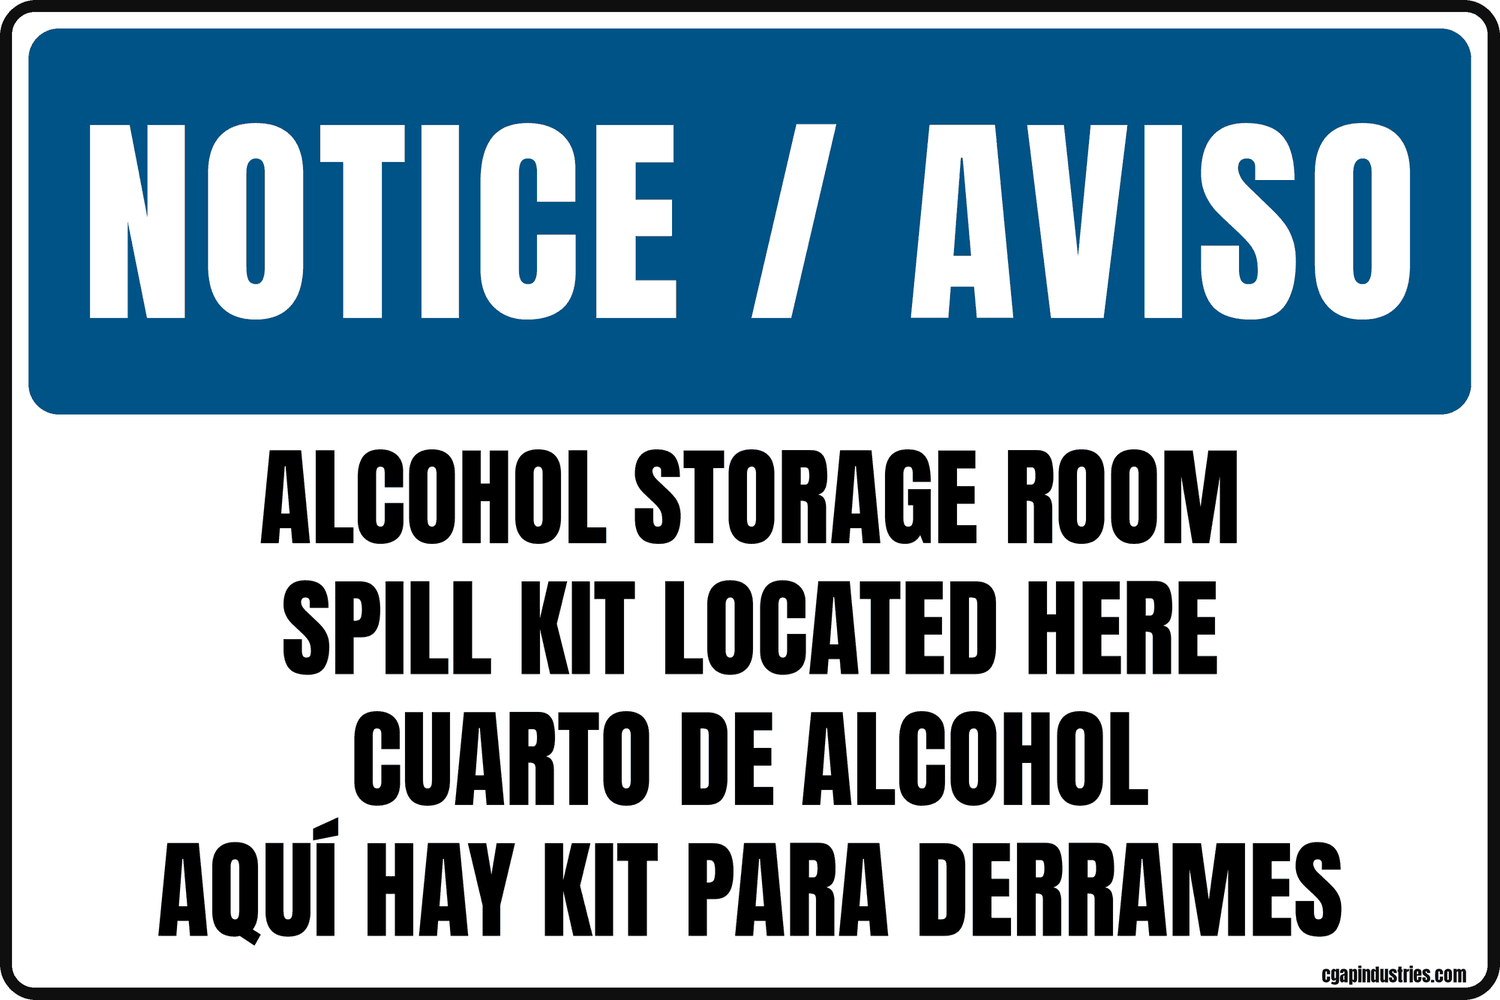 NOTICE / AVISO
ALCOHOL STORAGE ROOM
SPILL KIT LOCATED HERE
CUARTO DE ALCOHOL
AQUÍ HAY KIT PARA DERRAMES
cgapindustries.com